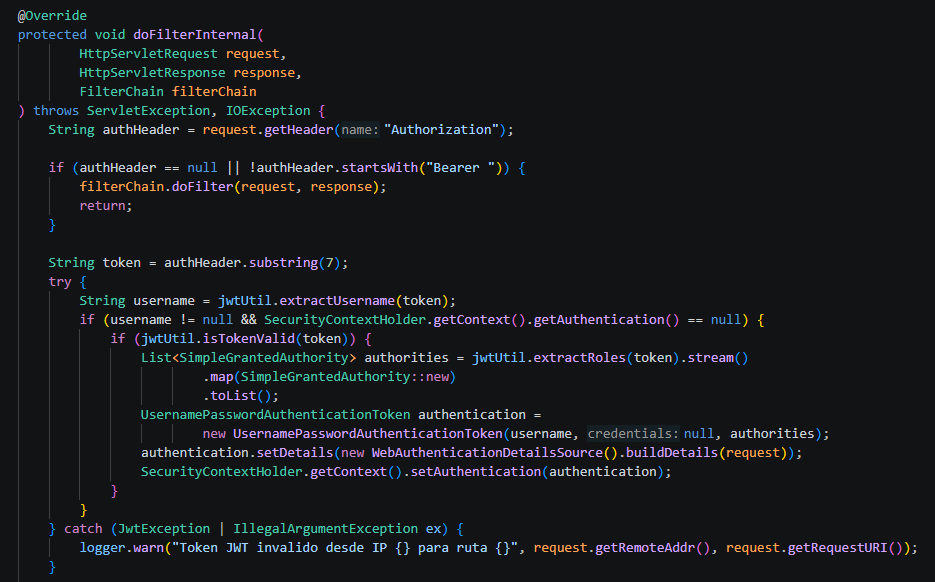 @Override
protected void doFilterInternal(
        HttpServletRequest request,
        HttpServletResponse response,
        FilterChain filterChain
) throws ServletException, IOException {
    String authHeader = request.getHeader(name: "Authorization");

    if (authHeader == null || !authHeader.startsWith("Bearer ")) {
        filterChain.doFilter(request, response);
        return;
    }

    String token = authHeader.substring(7);
    try {
        String username = jwtUtil.extractUsername(token);
        if (username != null && SecurityContextHolder.getContext().getAuthentication() == null) {
            if (jwtUtil.isTokenValid(token)) {
                List<SimpleGrantedAuthority> authorities = jwtUtil.extractRoles(token).stream()
                        .map(SimpleGrantedAuthority::new)
                        .toList();
                UsernamePasswordAuthenticationToken authentication =
                        new UsernamePasswordAuthenticationToken(username, credentials: null, authorities);
                authentication.setDetails(new WebAuthenticationDetailsSource().buildDetails(request));
                SecurityContextHolder.getContext().setAuthentication(authentication);
            }
        }
    } catch (JwtException | IllegalArgumentException ex) {
        logger.warn("Token JWT invalido desde IP {} para ruta {}", request.getRemoteAddr(), request.getRequestURI());
    }